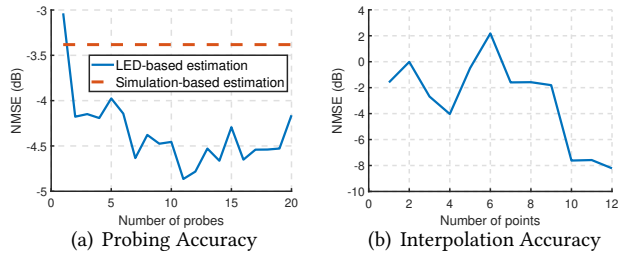 -3
-3.5
-4
-4.5
-5
NMSE (dB)
LED-based estimation
Simulation-based estimation
0 5 10 15 20
Number of probes
(a) Probing Accuracy
4
2
0
-2
-4
-6
-8
-10
NMSE (dB)
0 2 4 6 8 10 12
Number of points
(b) Interpolation Accuracy